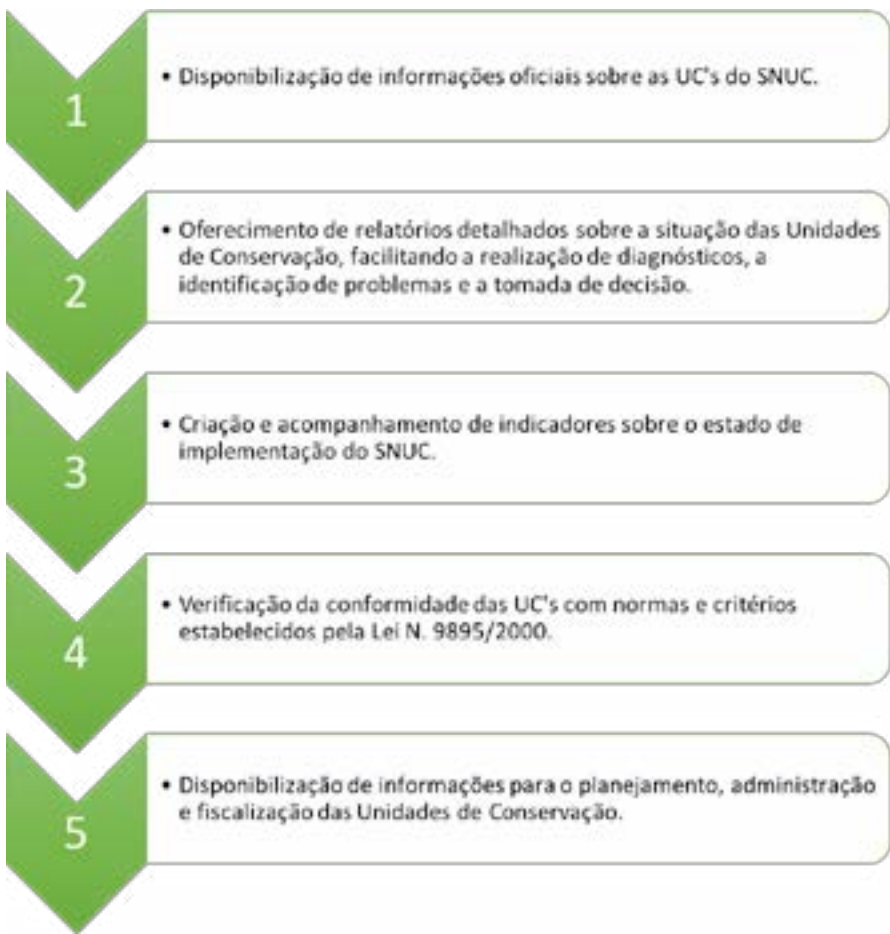 1
• Disponibilização de informações oficiais sobre as UC's do SNUC.
2
• Oferecimento de relatórios detalhados sobre a situação das Unidades
de Conservação, facilitando a realização de diagnósticos, a
identificação de problemas e a tomada de decisão.
3
• Criação e acompanhamento de indicadores sobre o estado de
implementação do SNUC.
4
• Verificação da conformidade das UC's com normas e critérios
estabelecidos pela Lei N. 9895/2000.
5
• Disponibilização de informações para o planejamento, administração
e fiscalização das Unidades de Conservação.